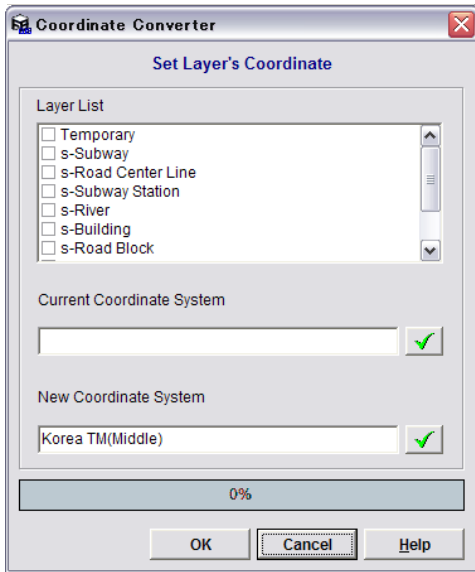 Coordinate Converter
Set Layer's Coordinate
Layer List
Temporary
s-Subway
s-Road Center Line
s-Subway Station
s-River
s-Building
s-Road Block
Current Coordinate System
New Coordinate System
Korea TM(Middle)
0%
OK Cancel Help